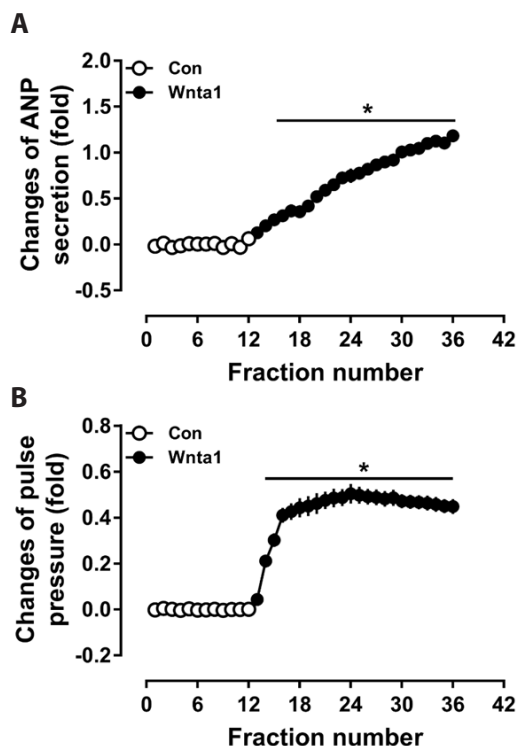 A
Changes of ANP
secretion (fold)
2.0
1.5
1.0
0.5
0.0
-0.5
Con
Wnta1
*
0 6 12 18 24 30 36 42
Fraction number
B
Changes of pulse
pressure (fold)
0.8
0.6
0.4
0.2
0.0
-0.2
Con
Wnta1
*
0 6 12 18 24 30 36 42
Fraction number